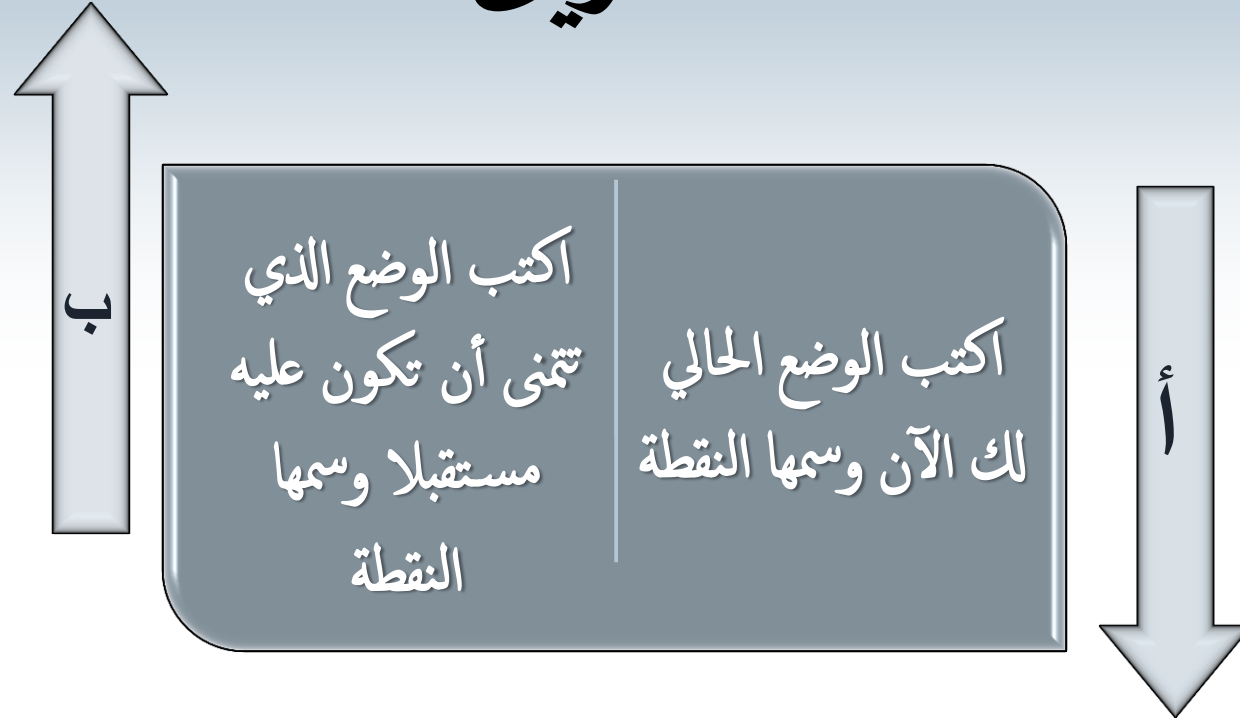 اكتب الوضع الحالي
لك الآن وسمها النقطة
أ
اكتب الوضع الذي
تتمنى أن تكون عليه
مستقبلا وسمها
النقطة
ب